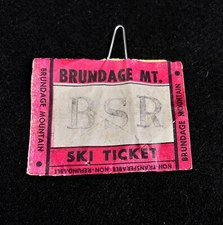 BRUNDAGE MT.
BRUNDAGE MOUNTAIN
BSR
BRUNDAGE MOUNTAIN
SKI TICKET
NON TRANSFERABLE-NON-REFUNDABLE